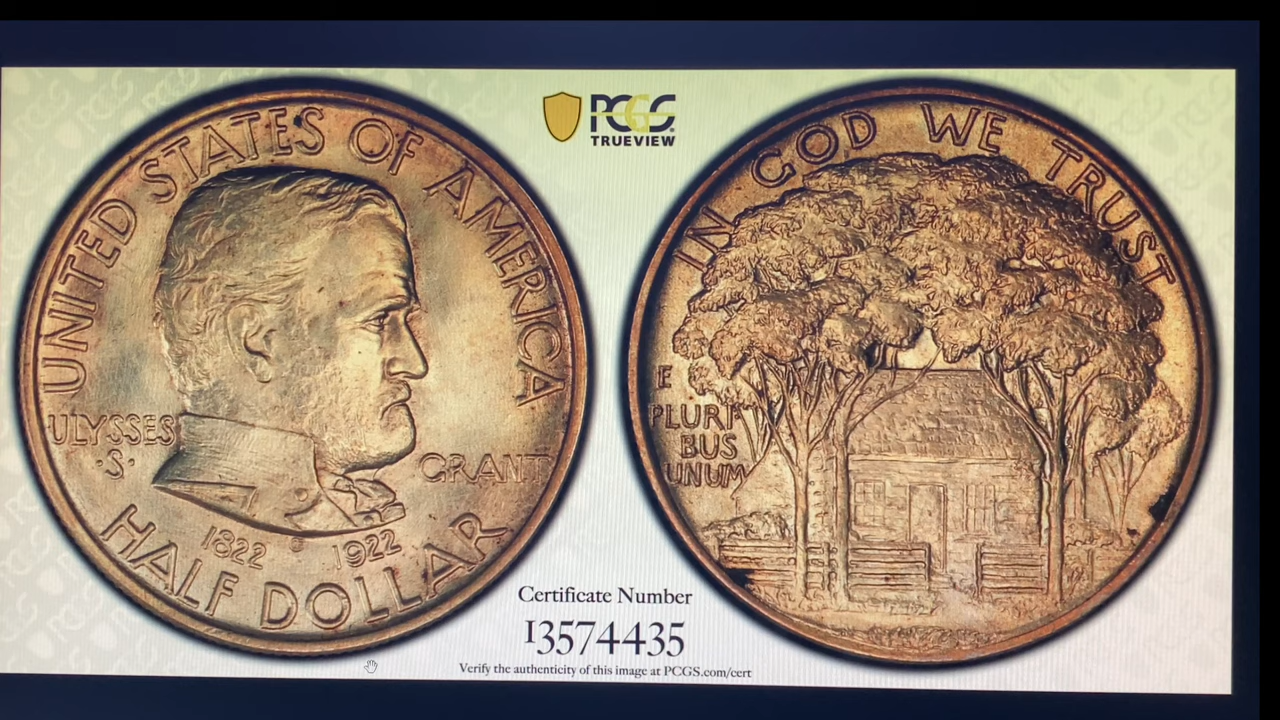 UNITED STATES OF AMERICA
ULYSSES
·S·
GRANT
1822 1922
HALF DOLLAR
PCGS
TRUEVIEW
Certificate Number
13574435
Verify the authenticity of this image at PCGS.com/cert
IN GOD WE TRUST
E
PLURI
BUS
UNUM